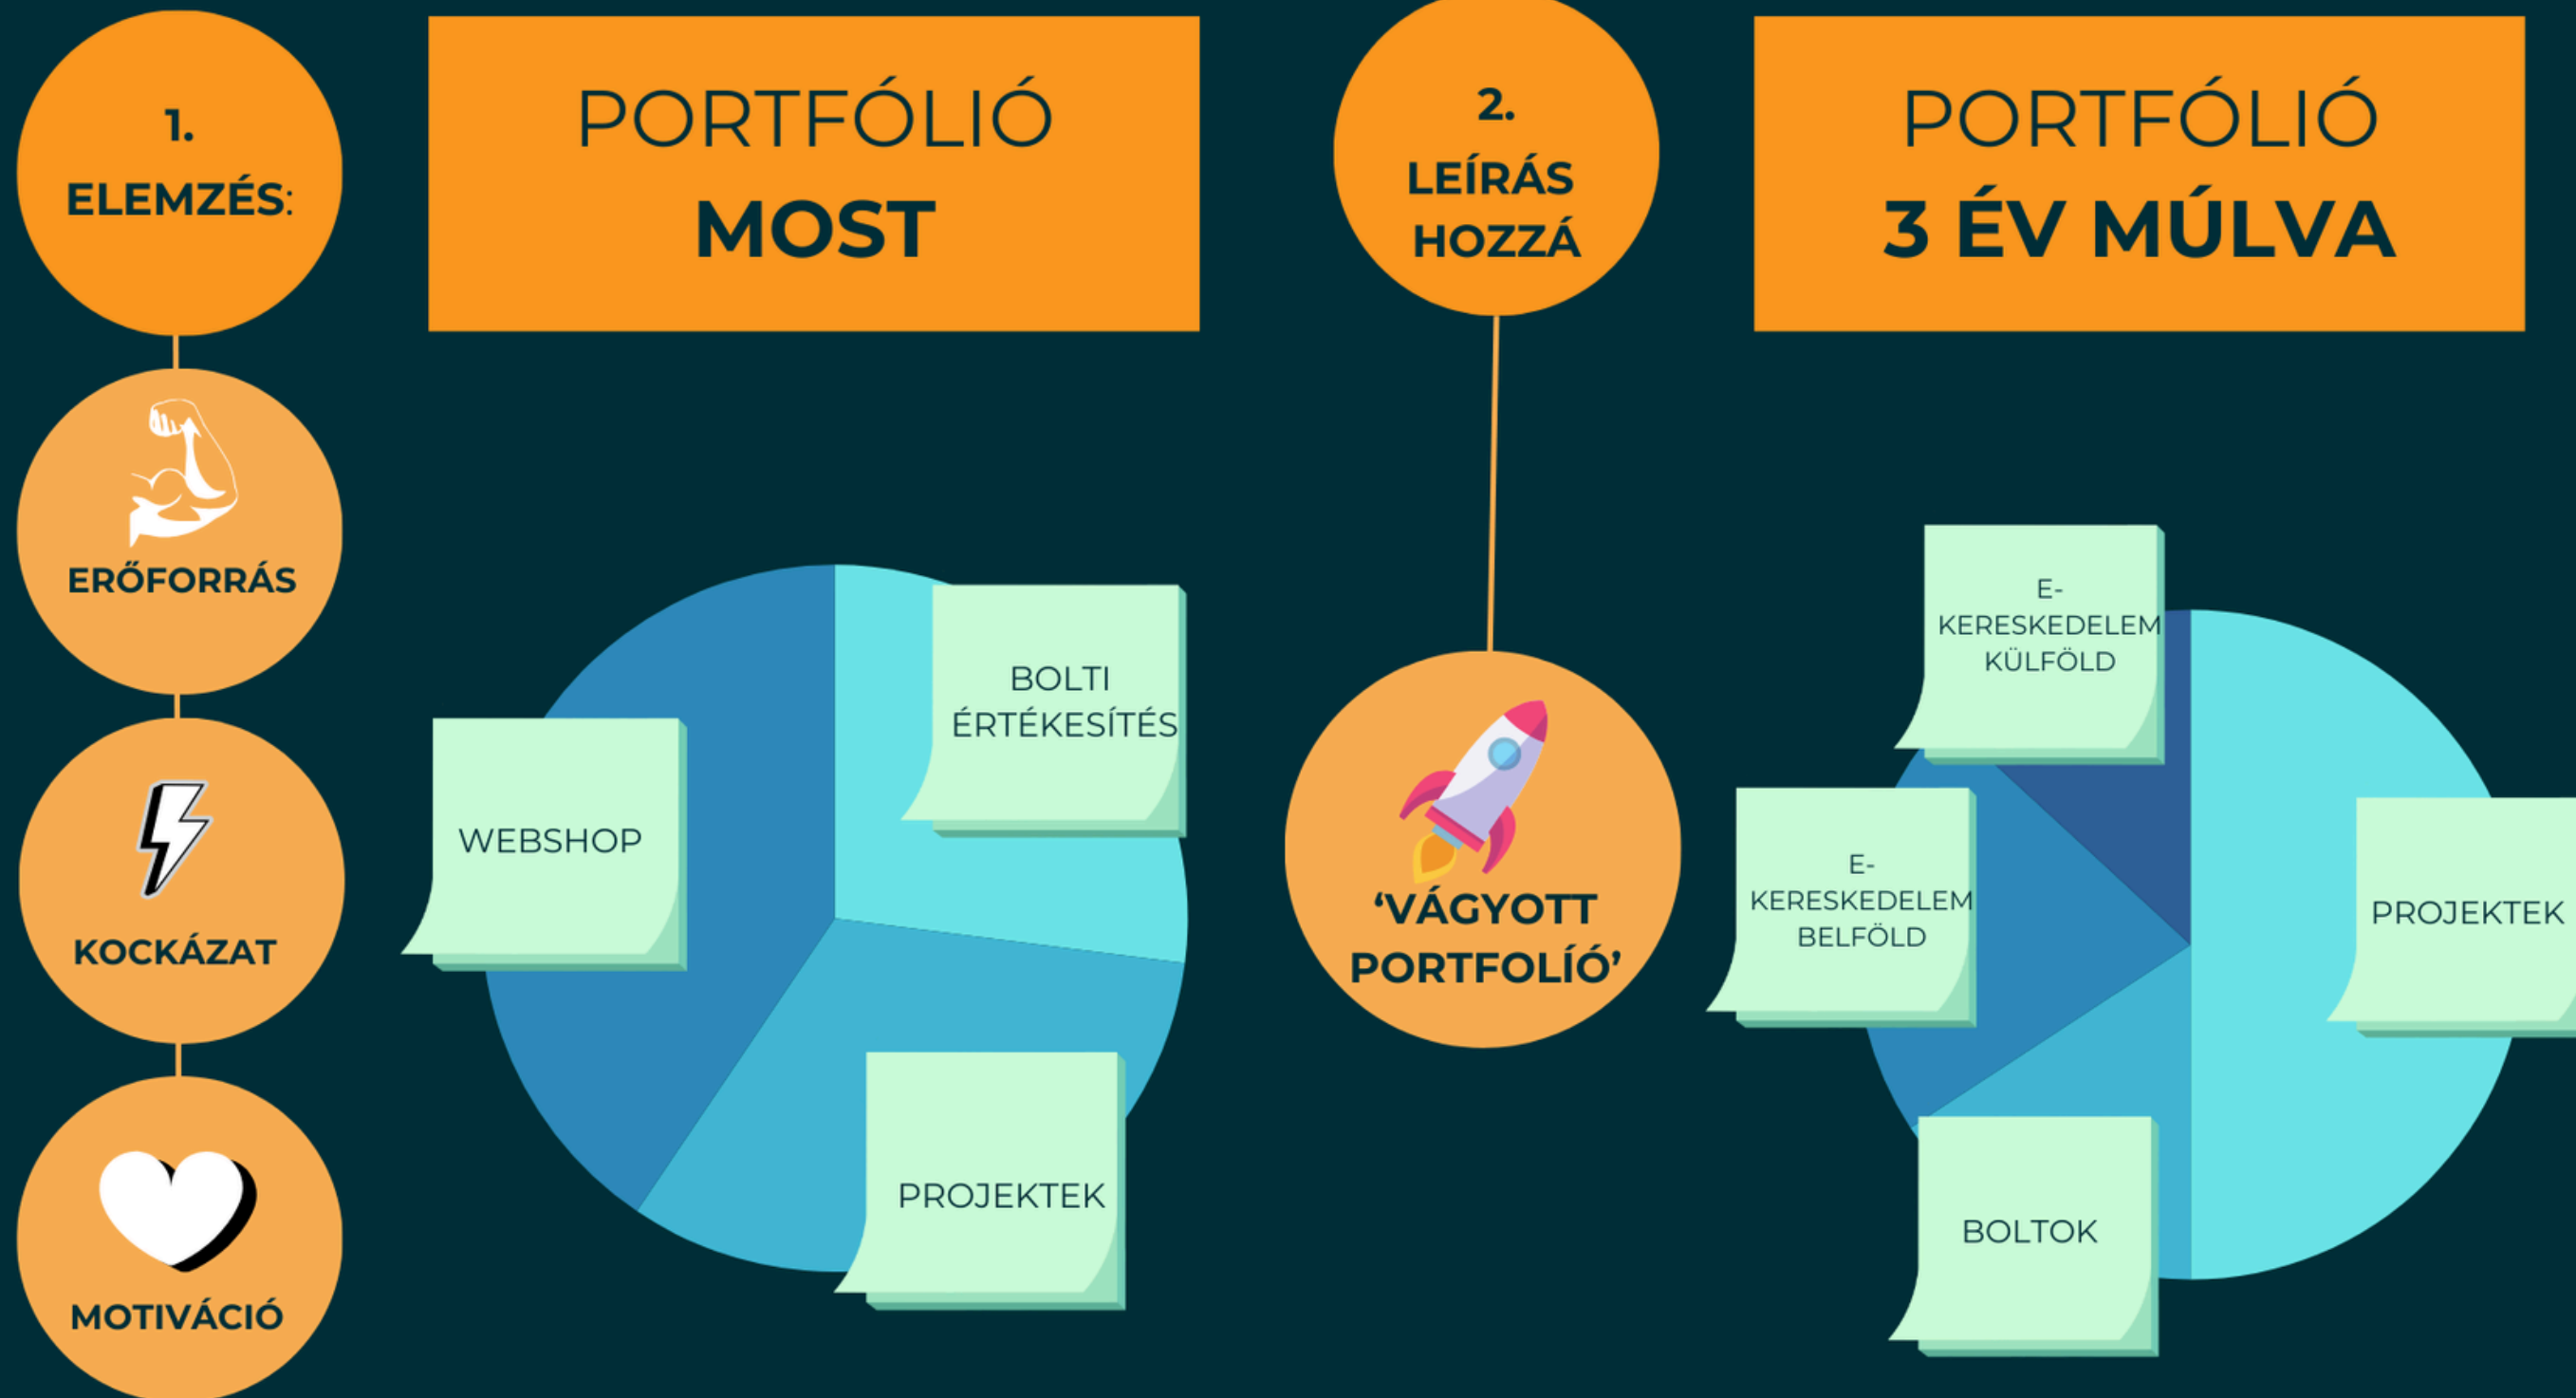 1.
ELEMZÉS:
ERŐFORRÁS
KOCKÁZAT
MOTIVÁCIÓ
PORTFÓLIÓ
MOST
BOLTI
ÉRTÉKESÍTÉS
WEBSHOP
PROJEKTEK
2.
LEÍRÁS
HOZZÁ
‘VÁGYOTT
PORTFOLÍÓ’
PORTFÓLIÓ
3 ÉV MÚLVA
E-
KERESKEDELEM
KÜLFÖLD
E-
KERESKEDELEM
BELFÖLD
PROJEKTEK
BOLTOK